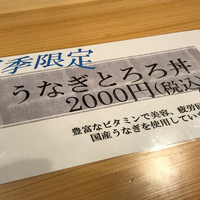 季限定
うなぎとろろ丼
2000円(税込
豊富なビタミンで美容、疲労回
国産うなぎを使用してい